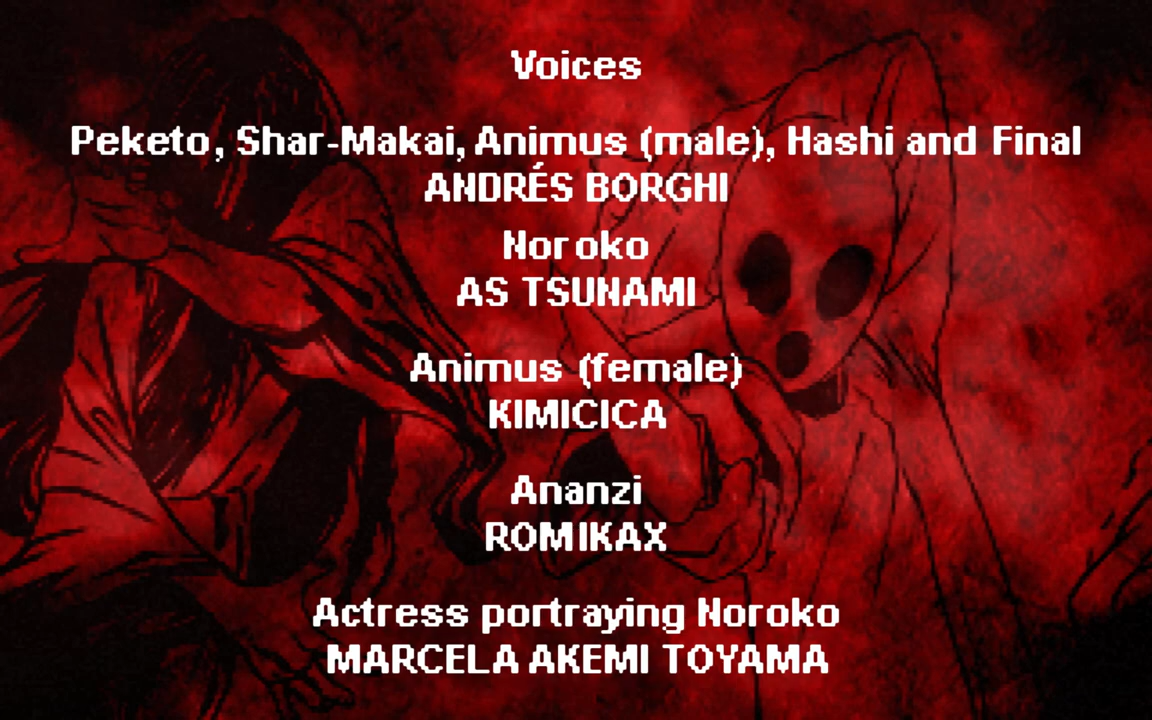 Voices
Peketo, Shar-Makai, Animus (male), Hashi and Final
ANDRÉS BORGHI
Noroko
AS TSUNAMI
Animus (female)
KIMICICA
Ananzi
ROMIKAX
Actress portraying Noroko
MARCELA AKEMI TOYAMA